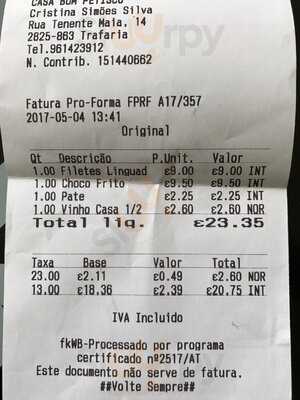 CASA BOM PETISCO
Cristina Simões Silva
Rua Tenente Maia, 14
2825-863 Trafaria
Tel.961423912
N. Contrib. 151440662
Fatura Pro-Forma FPRF A17/357
2017-05-04 13:41
Original
Qt Descrição P.Unit. Valor
1.00 Filetes Linguad €9.00 €9.00 INT
1.00 Choco Frito €9.50 €9.50 INT
1.00 Pate €2.25 €2.25 INT
1.00 Vinho Casa 1/2 €2.60 €2.60 NOR
Total liq. €23.35
Taxa Base Valor Total
23.00 €2.11 €0.49 €2.60 NOR
13.00 €18.36 €2.39 €20.75 INT
IVA Incluido
fkWB-Processado por programa
certificado nº2517/AT
Este documento não serve de fatura.
##Volte Sempre##